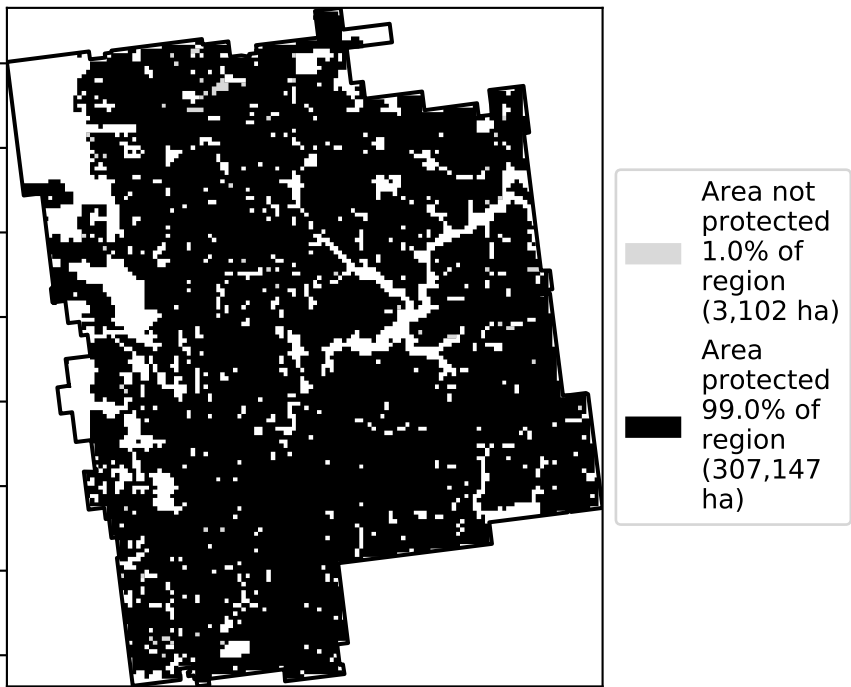 Area not
protected
1.0% of
region
(3,102 ha)
Area
protected
99.0% of
region
(307,147
ha)